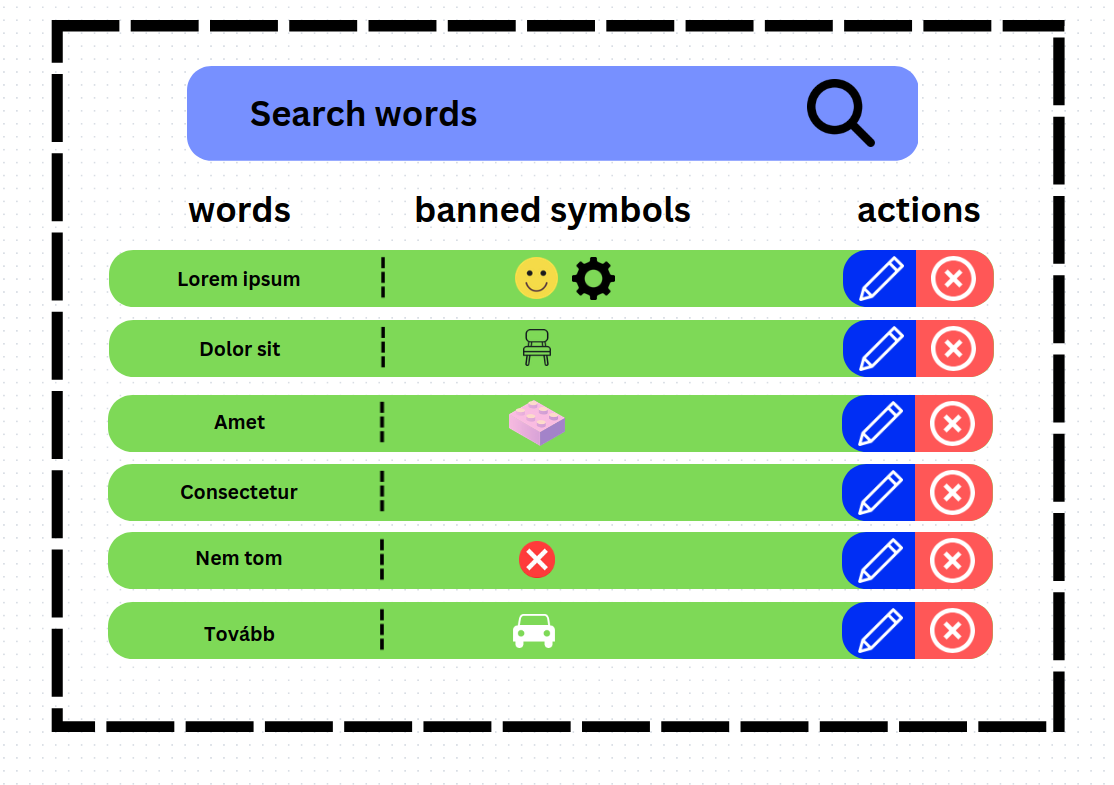 Search words
words banned symbols actions
Lorem ipsum
Dolor sit
Amet
Consectetur
Nem tom
Tovább